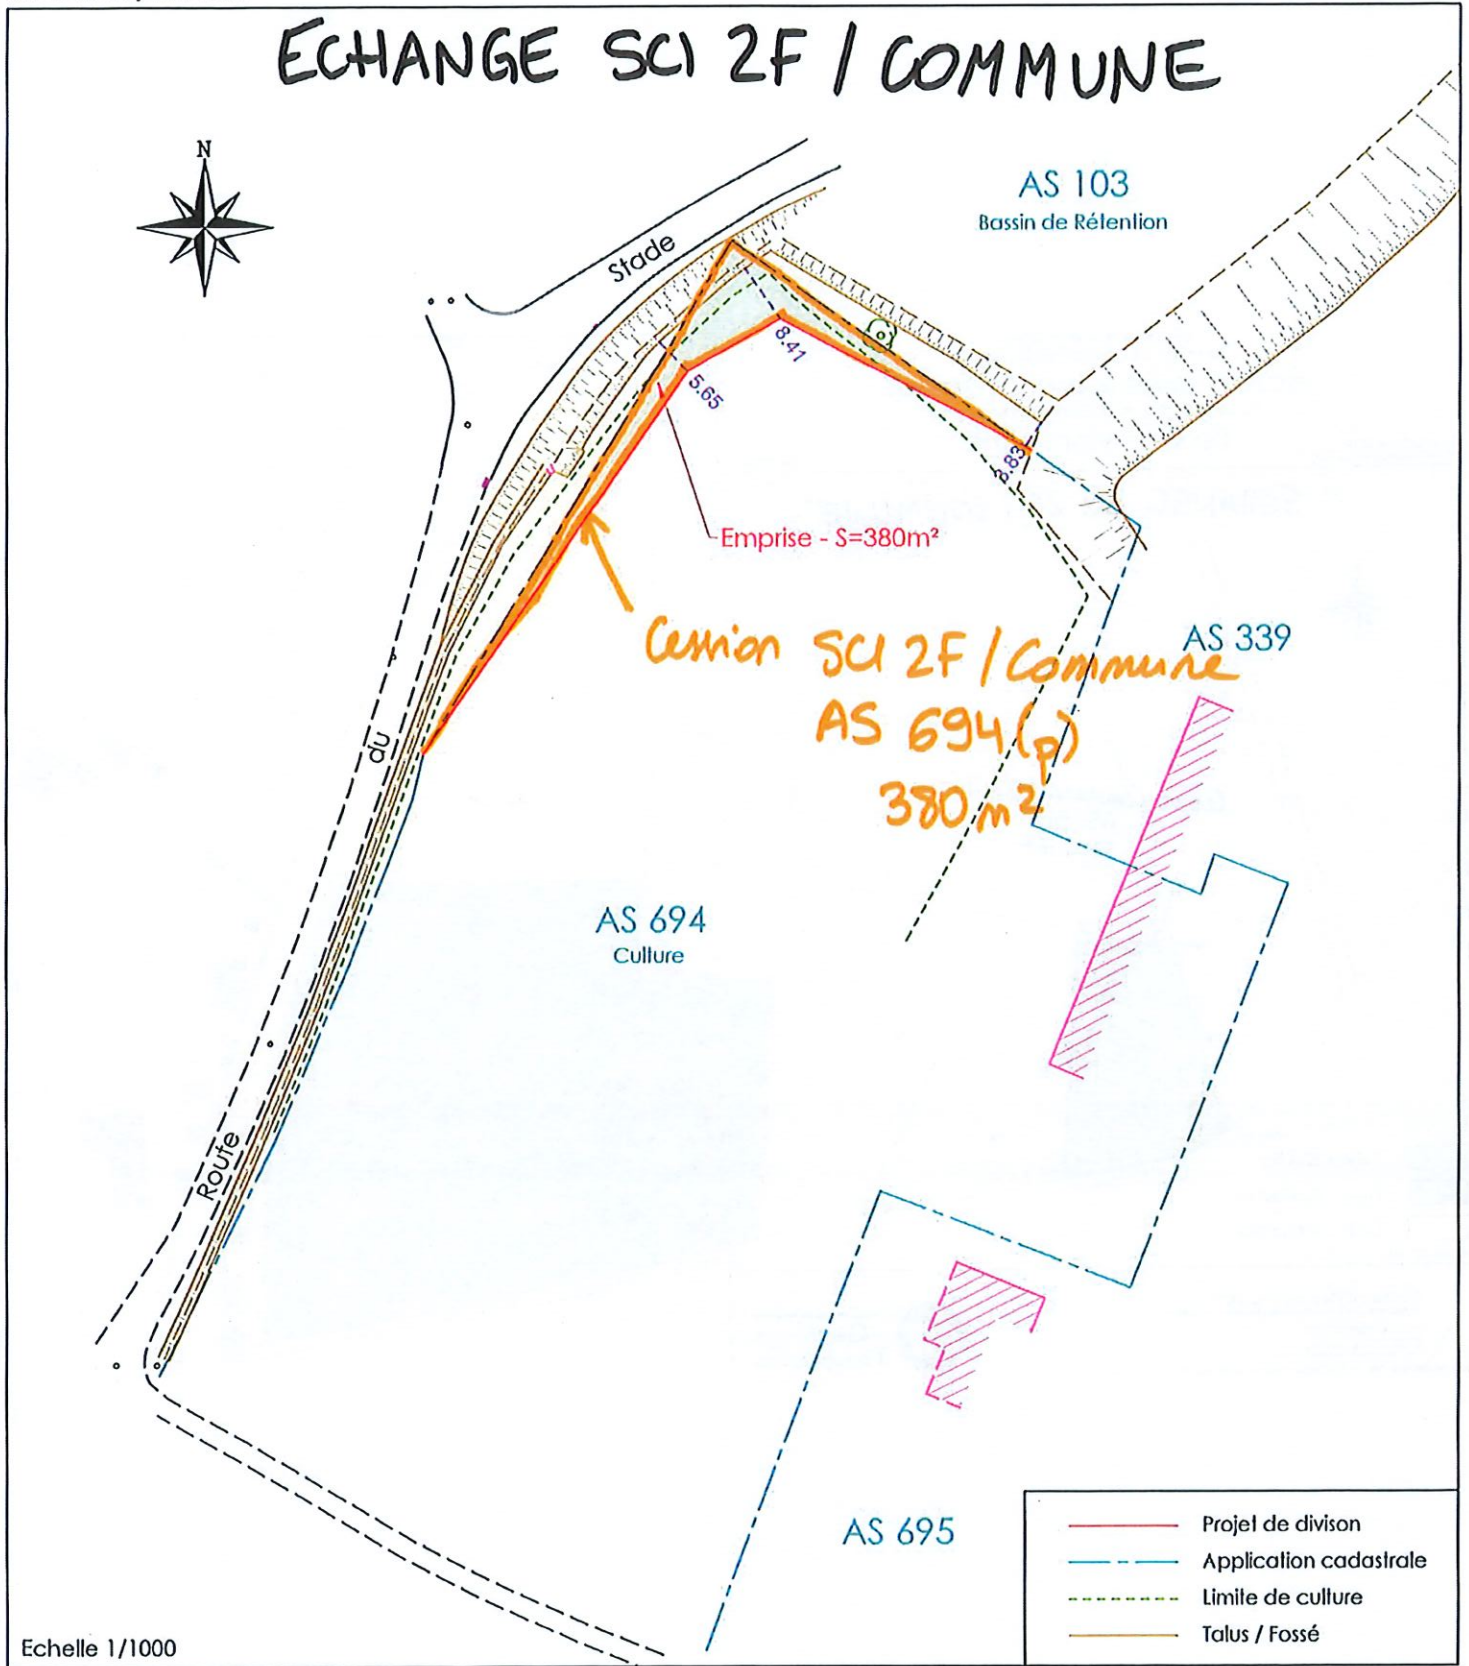 ECHANGE SCI 2F / COMMUNE
N
AS 103
Bassin de Rétention
Stade
8.41
5.65
3.83
Emprise - S=380m²
Cession SCI 2F / Commune
AS 339
AS 694 (p)
380 m²
du
AS 694
Culture
Route
AS 695
Projet de divison
Application cadastrale
Limite de culture
Talus / Fossé
Echelle 1/1000